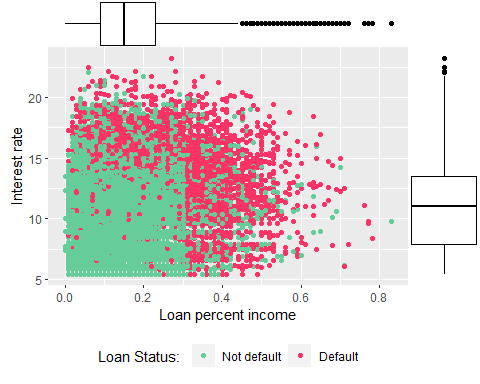 20
15
10
5
Interest rate
0.0 0.2 0.4 0.6 0.8
Loan percent income
Loan Status: Not default Default